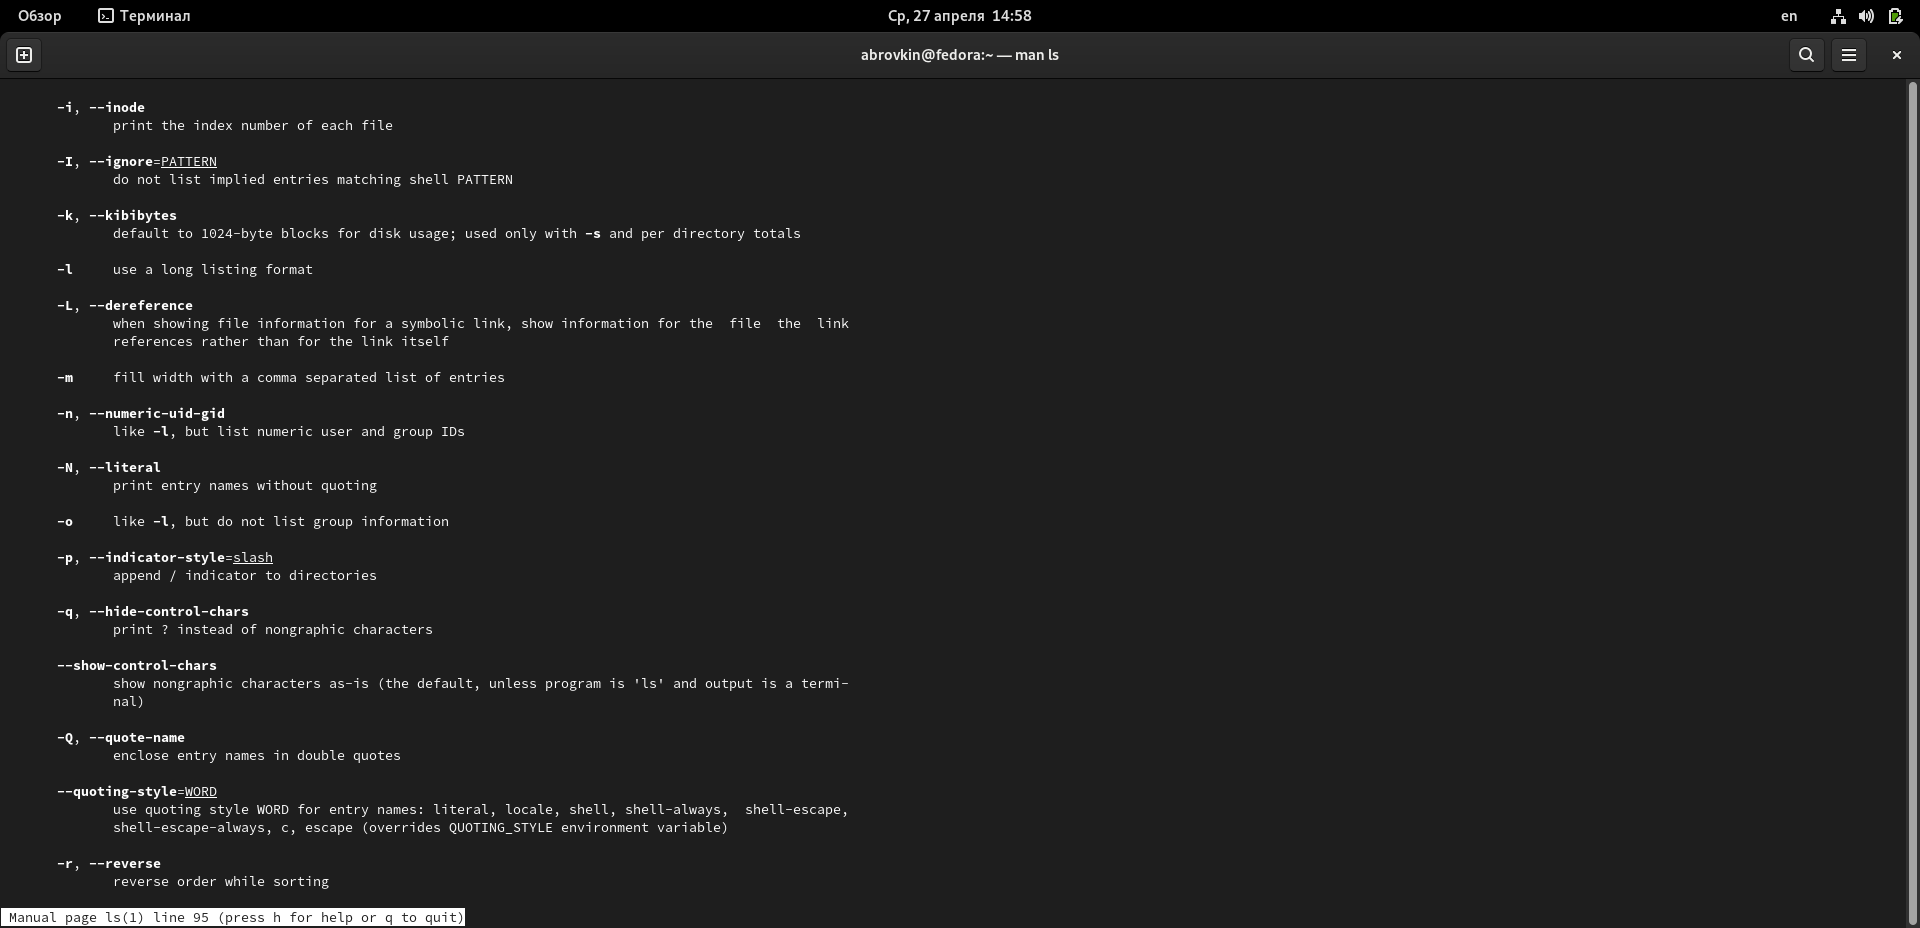 Обзор Терминал Ср, 27 апреля 14:58 en
abrovkin@fedora:~ — man ls
-i, --inode
print the index number of each file
-I, --ignore=PATTERN
do not list implied entries matching shell PATTERN
-k, --kibibytes
default to 1024-byte blocks for disk usage; used only with -s and per directory totals
-l use a long listing format
-L, --dereference
when showing file information for a symbolic link, show information for the  file  the  link
references rather than for the link itself
-m fill width with a comma separated list of entries
-n, --numeric-uid-gid
like -l, but list numeric user and group IDs
-N, --literal
print entry names without quoting
-o like -l, but do not list group information
-p, --indicator-style=slash
append / indicator to directories
-q, --hide-control-chars
print ? instead of nongraphic characters
--show-control-chars
show nongraphic characters as-is (the default, unless program is 'ls' and output is a termi-
nal)
-Q, --quote-name
enclose entry names in double quotes
--quoting-style=WORD
use quoting style WORD for entry names: literal, locale, shell, shell-always,  shell-escape,
shell-escape-always, c, escape (overrides QUOTING_STYLE environment variable)
-r, --reverse
reverse order while sorting
Manual page ls(1) line 95 (press h for help or q to quit)